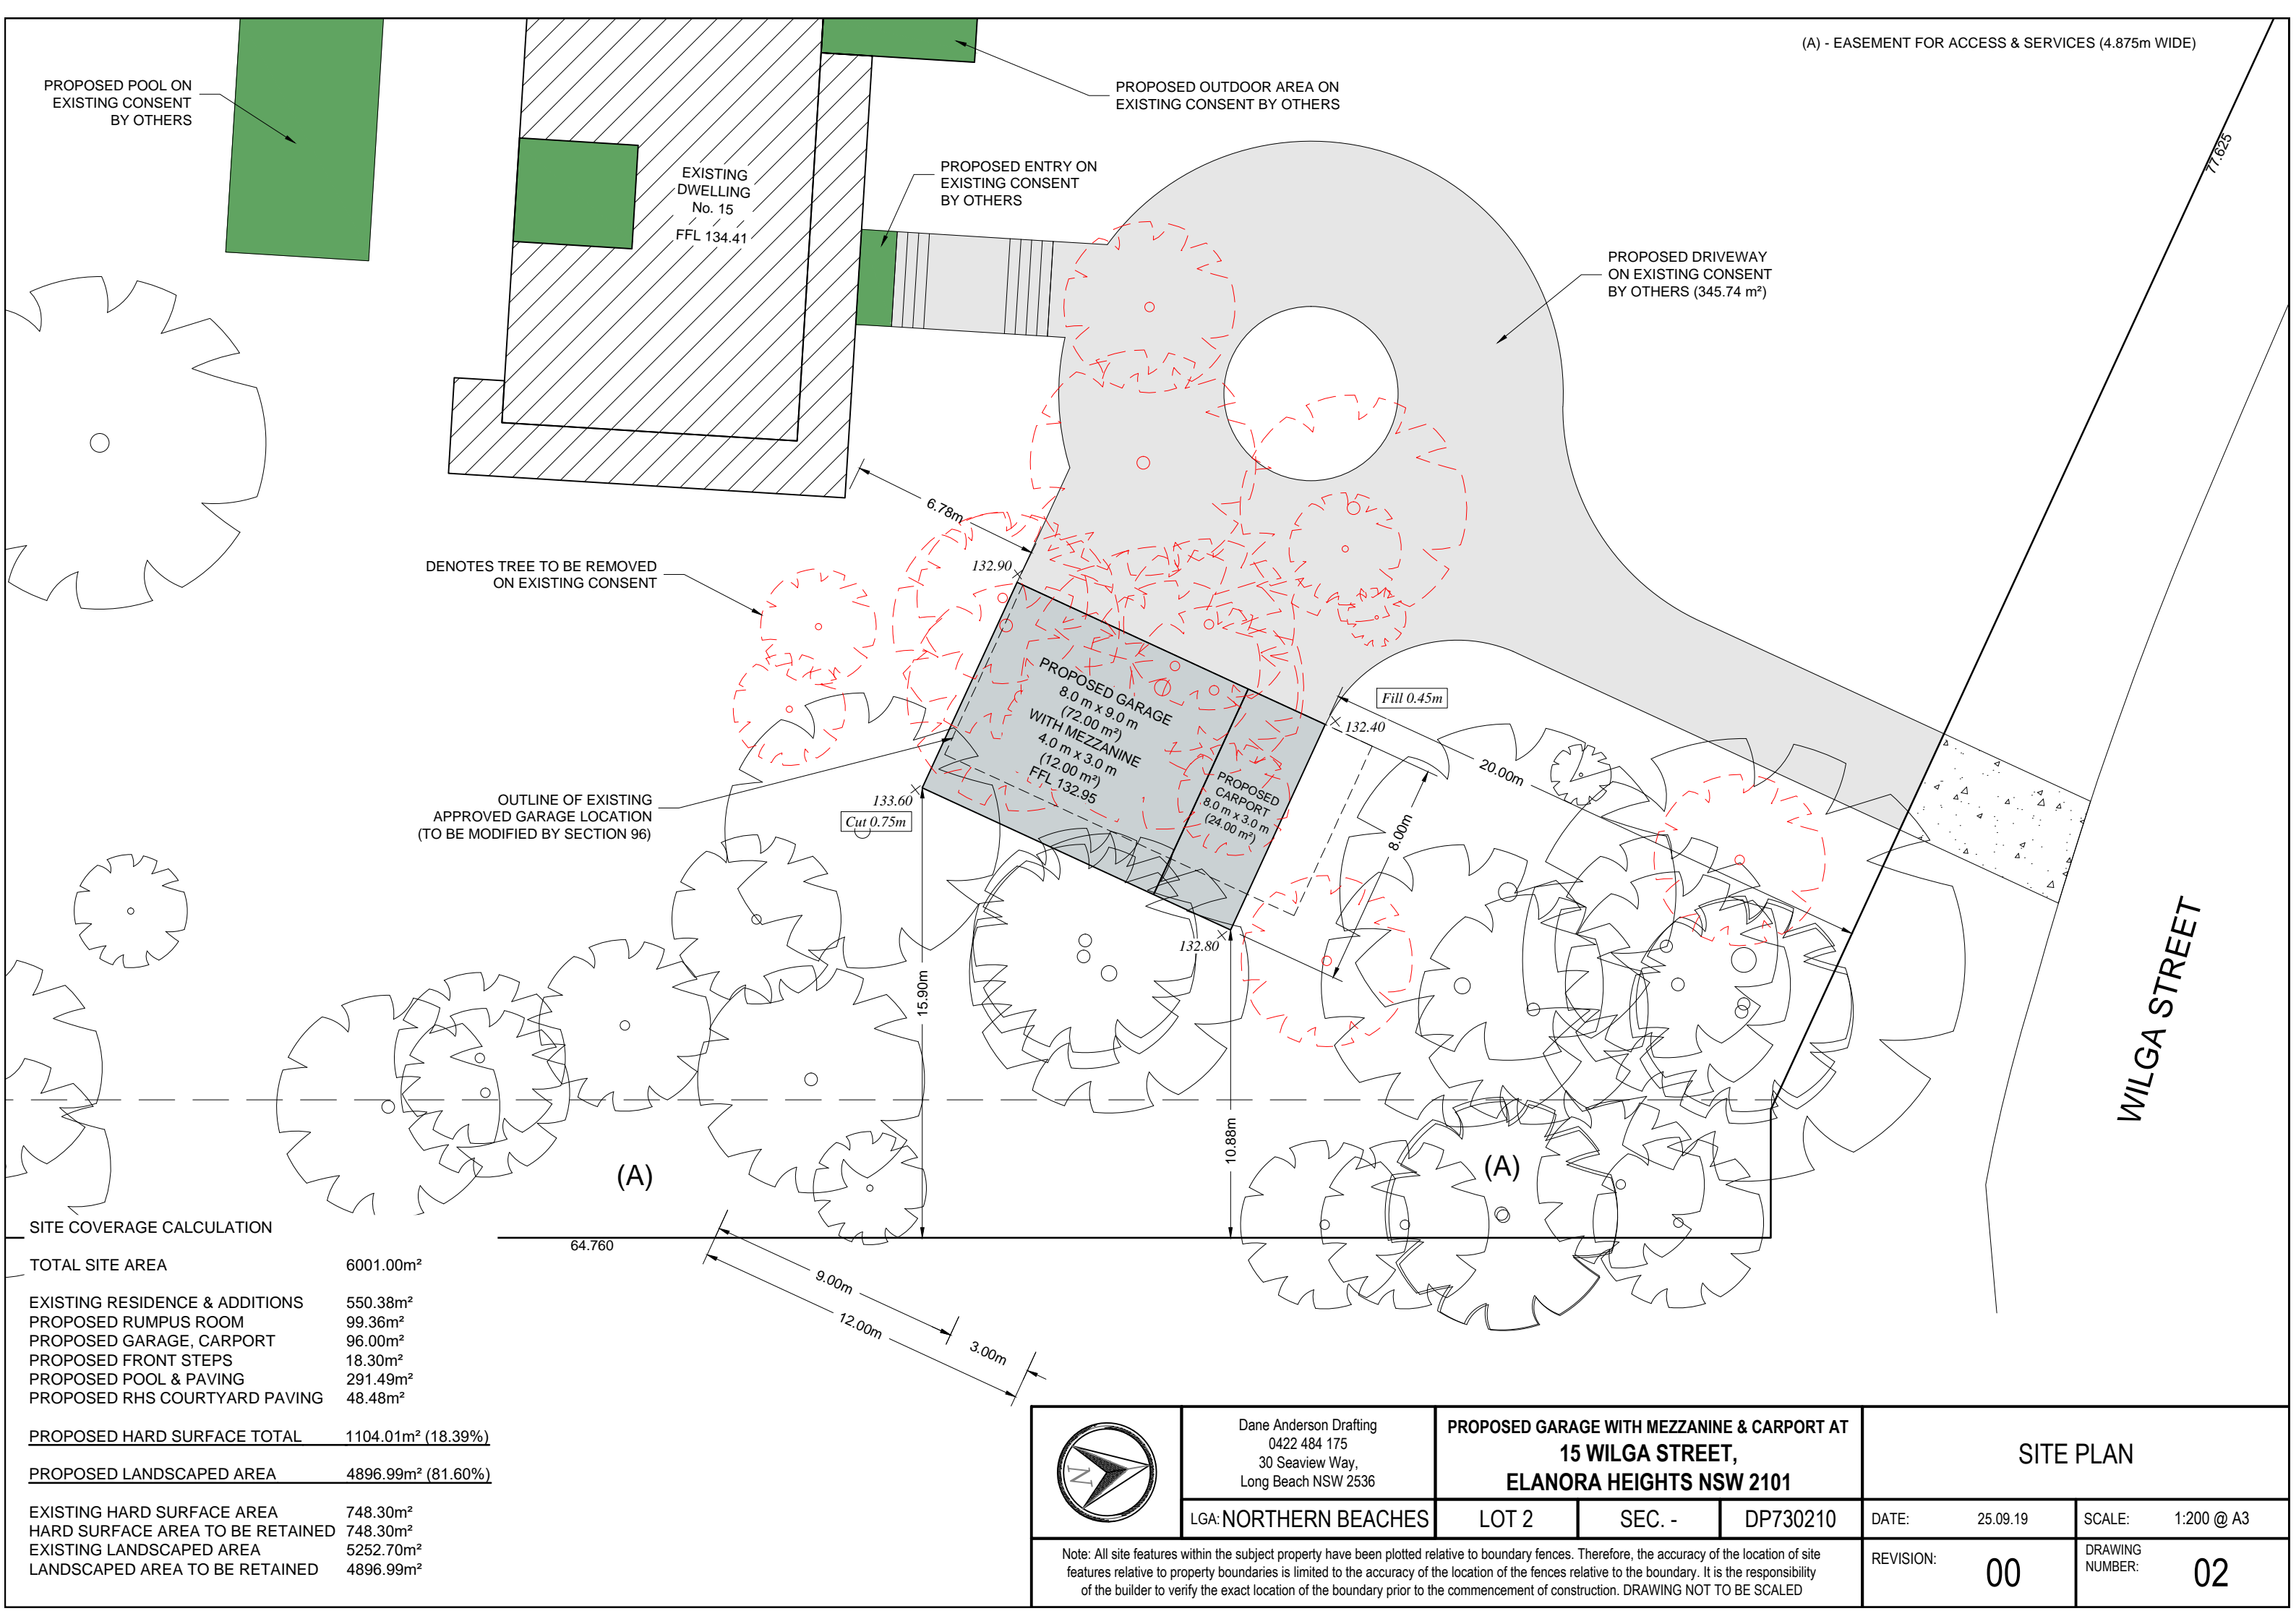 (A) - EASEMENT FOR ACCESS & SERVICES (4.875m WIDE)
PROPOSED POOL ON
EXISTING CONSENT
BY OTHERS
PROPOSED OUTDOOR AREA ON
EXISTING CONSENT BY OTHERS
77.625
EXISTING
DWELLING
No. 15
FFL 134.41
PROPOSED ENTRY ON
EXISTING CONSENT
BY OTHERS
PROPOSED DRIVEWAY
ON EXISTING CONSENT
BY OTHERS (345.74 m²)
6.78m
DENOTES TREE TO BE REMOVED
ON EXISTING CONSENT
132.90
PROPOSED GARAGE
8.0 m x 9.0 m
(72.00 m²)
WITH MEZZANINE
4.0 m x 3.0 m
(12.00 m²)
FFL 132.95
PROPOSED
CARPORT
8.0 m x 3.0 m
(24.00 m²)
Fill 0.45m
132.40
20.00m
8.00m
OUTLINE OF EXISTING
APPROVED GARAGE LOCATION
(TO BE MODIFIED BY SECTION 96)
133.60
Cut 0.75m
132.80
15.90m
10.88m
WILGA STREET
(A)
(A)
64.760
9.00m
12.00m
3.00m
SITE COVERAGE CALCULATION
TOTAL SITE AREA 6001.00m²
EXISTING RESIDENCE & ADDITIONS 550.38m²
PROPOSED RUMPUS ROOM 99.36m²
PROPOSED GARAGE, CARPORT 96.00m²
PROPOSED FRONT STEPS 18.30m²
PROPOSED POOL & PAVING 291.49m²
PROPOSED RHS COURTYARD PAVING 48.48m²
PROPOSED HARD SURFACE TOTAL 1104.01m² (18.39%)
PROPOSED LANDSCAPED AREA 4896.99m² (81.60%)
EXISTING HARD SURFACE AREA 748.30m²
HARD SURFACE AREA TO BE RETAINED 748.30m²
EXISTING LANDSCAPED AREA 5252.70m²
LANDSCAPED AREA TO BE RETAINED 4896.99m²
N
Dane Anderson Drafting
0422 484 175
30 Seaview Way,
Long Beach NSW 2536
PROPOSED GARAGE WITH MEZZANINE & CARPORT AT
15 WILGA STREET,
ELANORA HEIGHTS NSW 2101
SITE PLAN
LGA: NORTHERN BEACHES
LOT 2
SEC. -
DP730210
DATE: 25.09.19
SCALE: 1:200 @ A3
Note: All site features within the subject property have been plotted relative to boundary fences. Therefore, the accuracy of the location of site
features relative to property boundaries is limited to the accuracy of the location of the fences relative to the boundary. It is the responsibility
of the builder to verify the exact location of the boundary prior to the commencement of construction. DRAWING NOT TO BE SCALED
REVISION: 00
DRAWING
NUMBER: 02